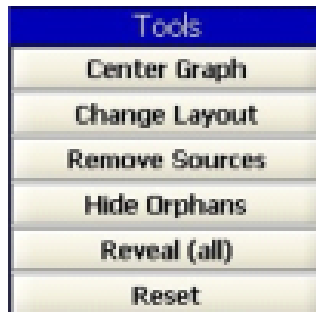 Tools
Center Graph
Change Layout
Remove Sources
Hide Orphans
Reveal (all)
Reset